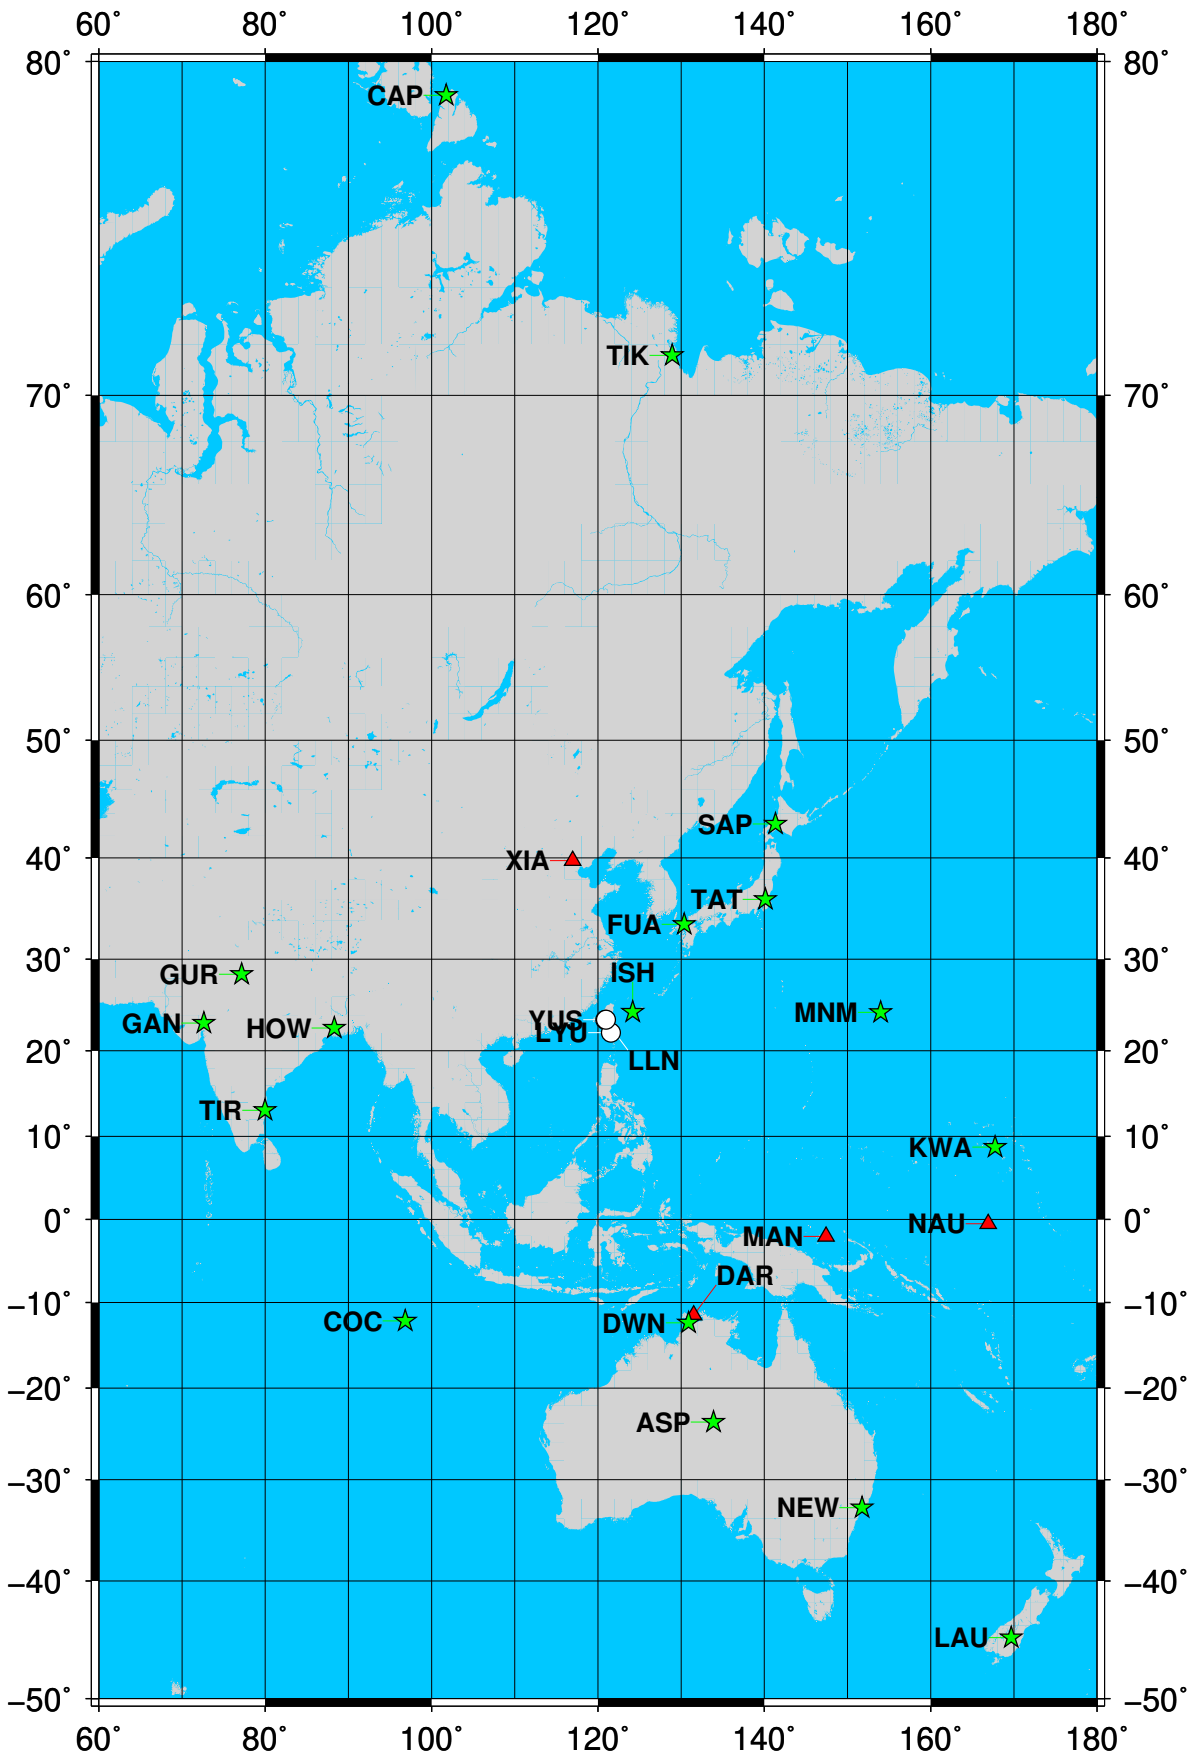 60° 80° 100° 120° 140° 160° 180°
80° 80°
CAP
TIK
70° 70°
60° 60°
50° 50°
SAP
XIA
40° 40°
TAT
FUA
30° 30°
ISH
GUR
MNM
YUS
GAN
HOW
LYU
20° 20°
LLN
TIR
10° 10°
KWA
0° 0°
NAU
MAN
DAR
−10° −10°
COC
DWN
−20° −20°
ASP
−30° −30°
NEW
−40° −40°
LAU
−50° −50°
60° 80° 100° 120° 140° 160° 180°